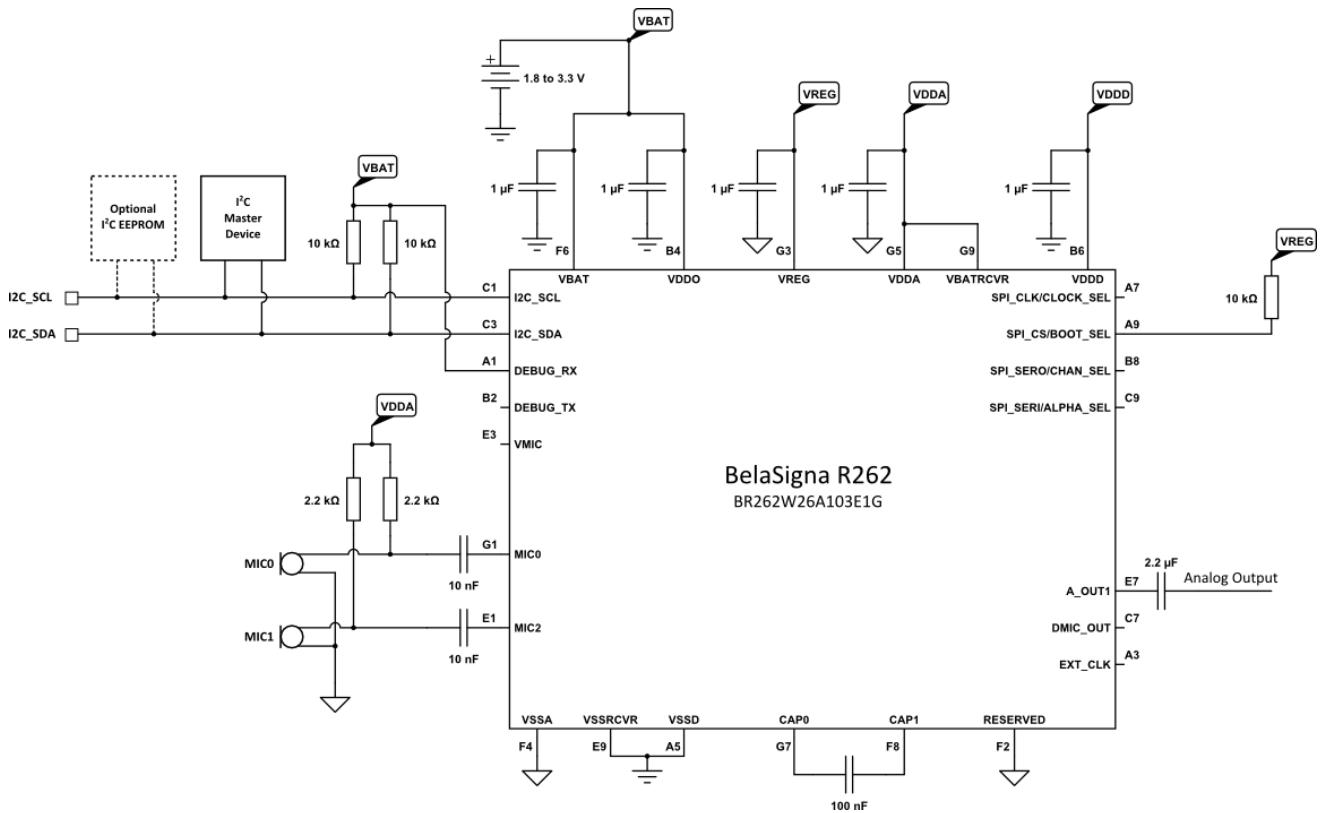 VBAT
+
1.8 to 3.3 V
VREG
VDDA
VDDD
VBAT
1 µF
1 µF
1 µF
1 µF
1 µF
Optional
I²C EEPROM
I²C
Master
Device
10 kΩ
10 kΩ
VREG
10 kΩ
F6
B4
G3
G5
G9
B6
VBAT
VDDO
VREG
VDDA
VBATRCVR
VDDD
I2C_SCL
C1
I2C_SCL
SPI_CLK/CLOCK_SEL
A7
I2C_SDA
C3
I2C_SDA
SPI_CS/BOOT_SEL
A9
A1
DEBUG_RX
SPI_SERO/CHAN_SEL
B8
B2
DEBUG_TX
SPI_SERI/ALPHA_SEL
C9
VDDA
E3
VMIC
2.2 kΩ
2.2 kΩ
BelaSigna R262
BR262W26A103E1G
MIC0
G1
MIC0
10 nF
MIC1
E1
MIC2
10 nF
2.2 µF
A_OUT1
E7
Analog Output
DMIC_OUT
C7
EXT_CLK
A3
VSSA
VSSRCVR
VSSD
CAP0
CAP1
RESERVED
F4
E9
A5
G7
F8
F2
100 nF